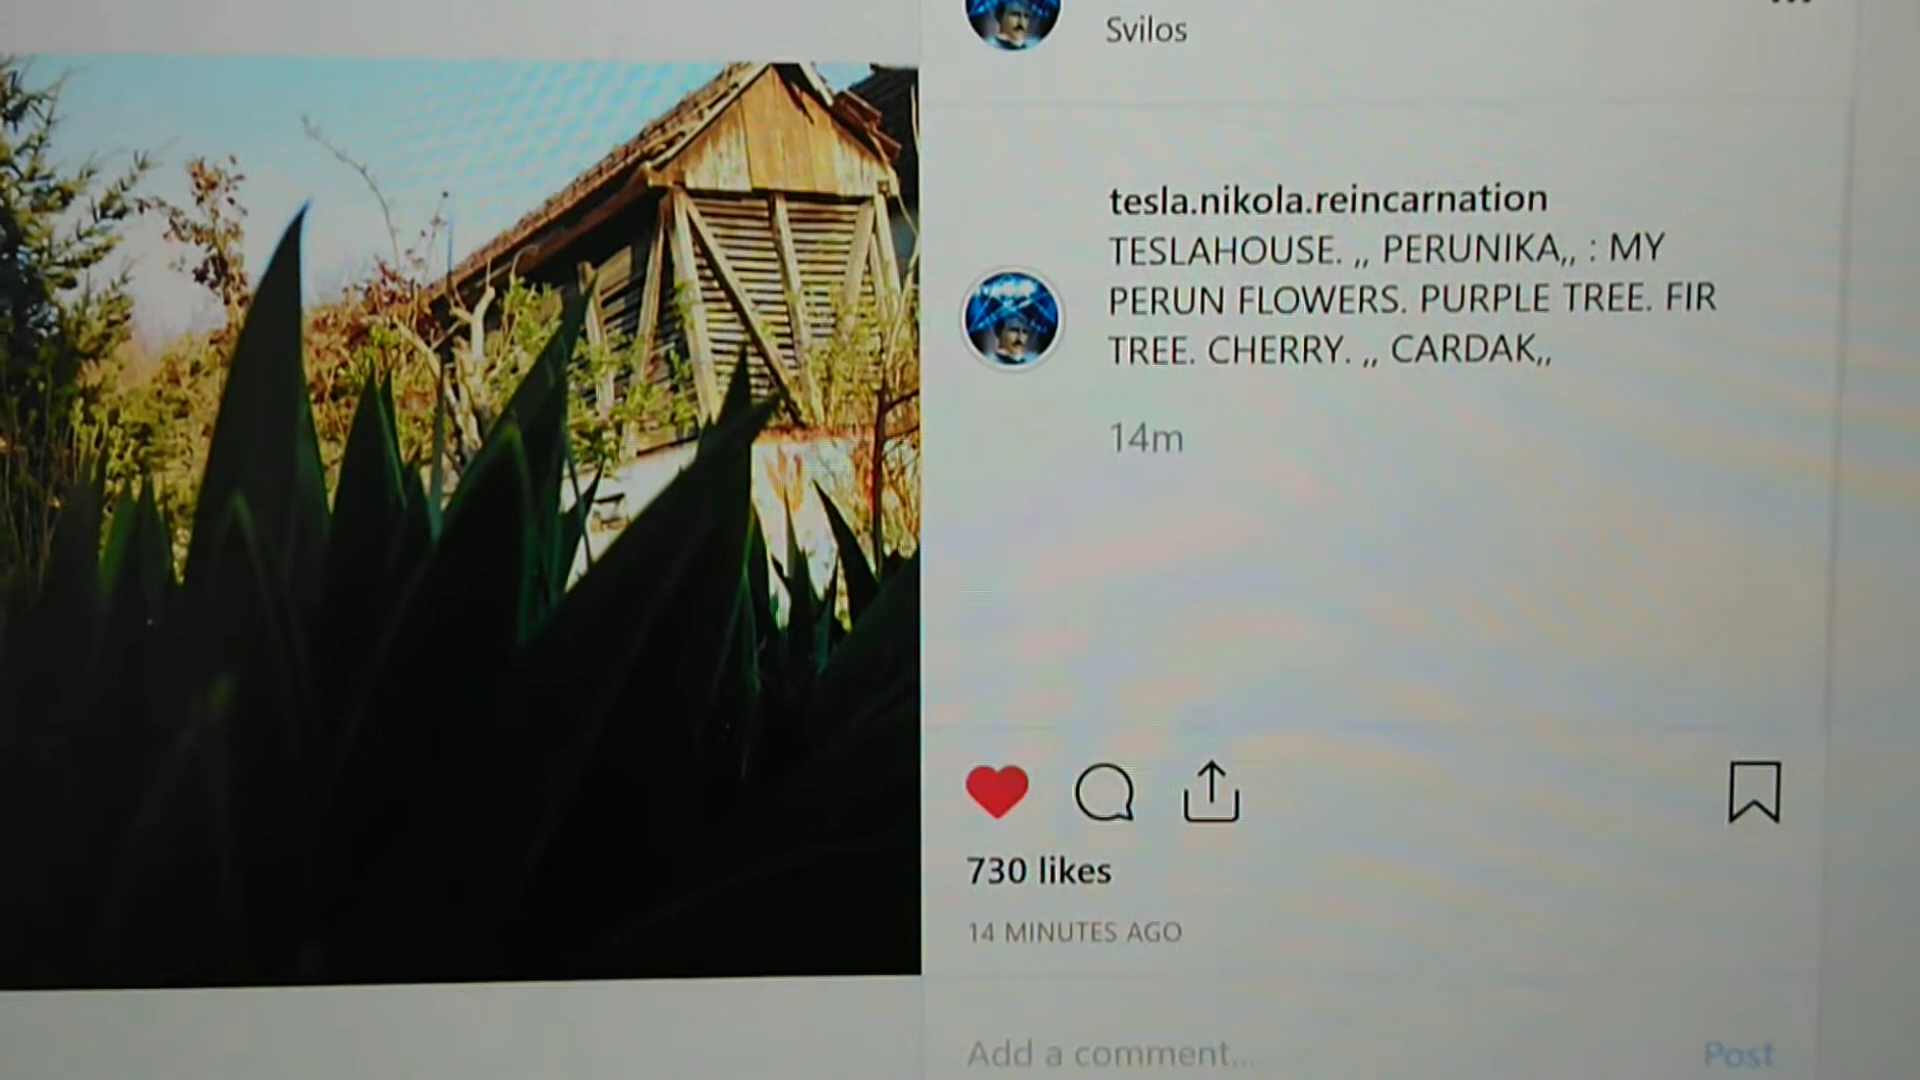 Svilos
tesla.nikola.reincarnation
TESLAHOUSE. ,, PERUNIKA,, : MY
PERUN FLOWERS. PURPLE TREE. FIR
TREE. CHERRY. ,, CARDAK,,
14m
730 likes
14 MINUTES AGO
Add a comment...
Post